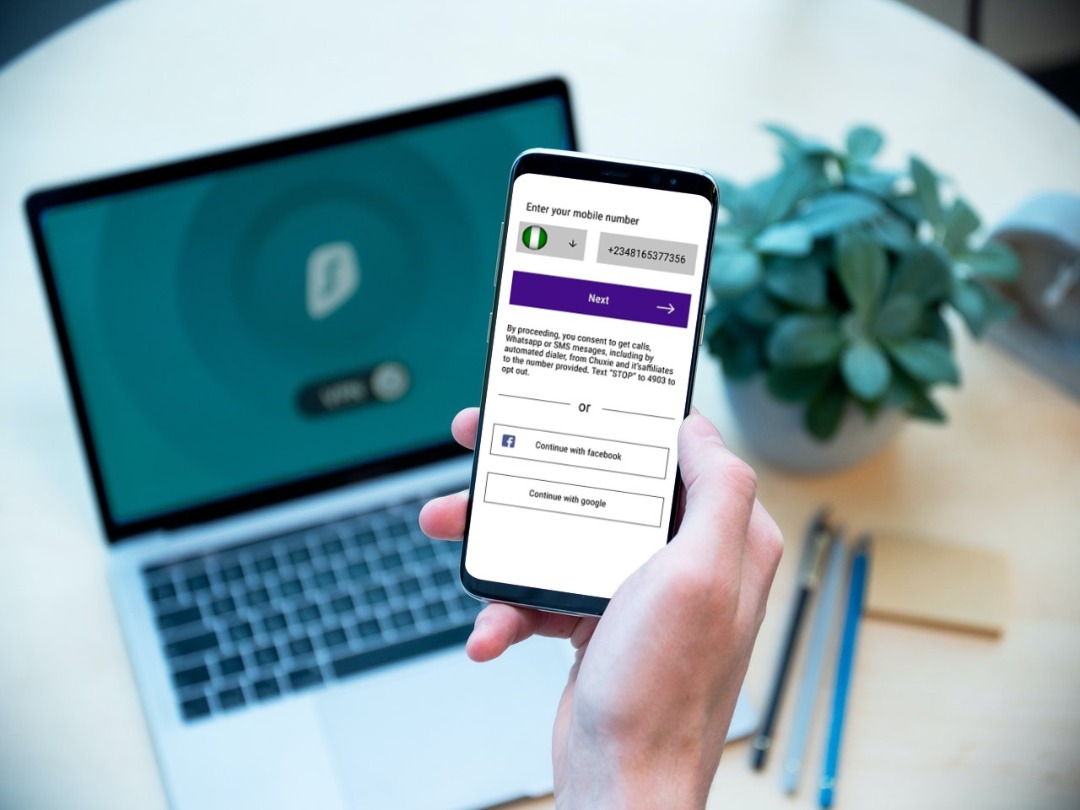 Enter your mobile number
+2348165377356
Next
By proceeding, you consent to get calls,
Whatsapp or SMS mesages, including by
automated dialer, from Chuxie and it'saffiliates
to the number provided. Text “STOP” to 4903 to
opt out.
or
Continue with facebook
Continue with google
VPN